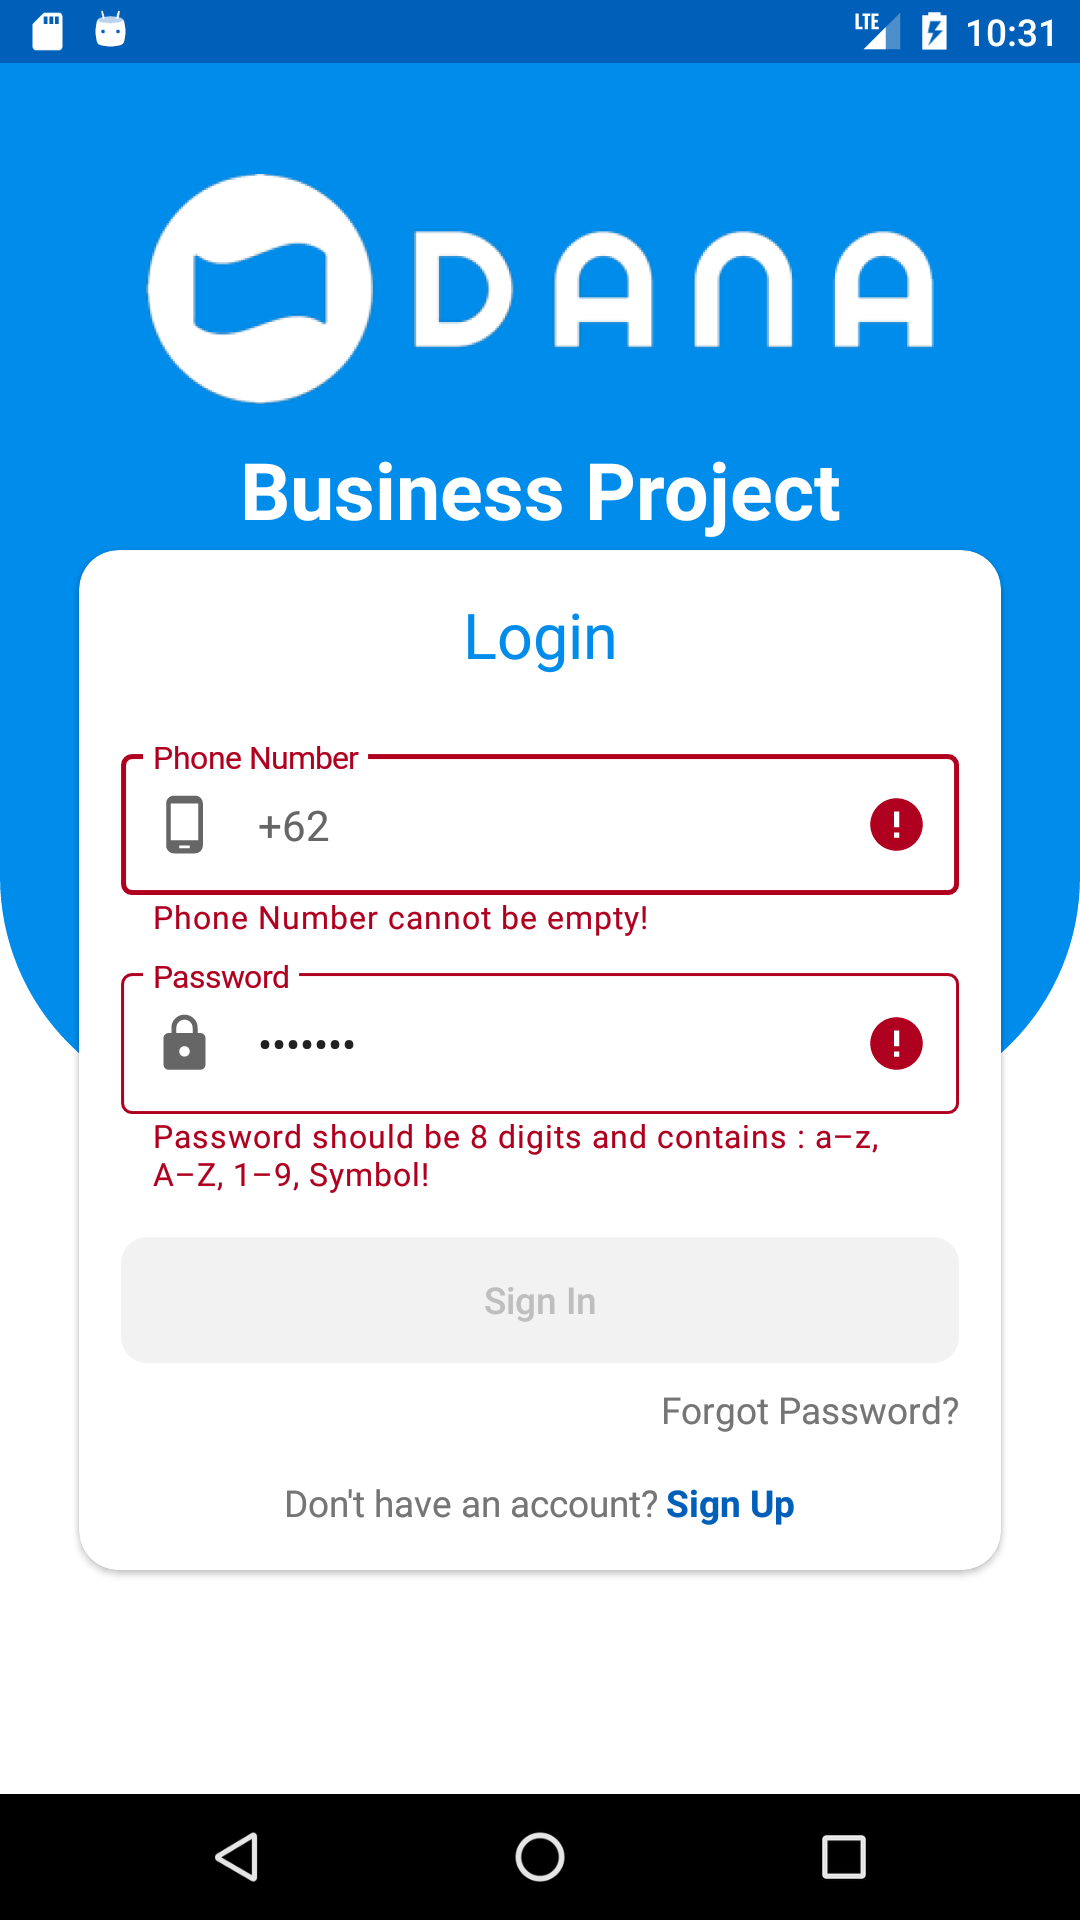 LTE 10:31
DANA
Business Project
Login
Phone Number
+62
Phone Number cannot be empty!
Password
•••••••
Password should be 8 digits and contains : a–z,
A–Z, 1–9, Symbol!
Sign In
Forgot Password?
Don't have an account? Sign Up